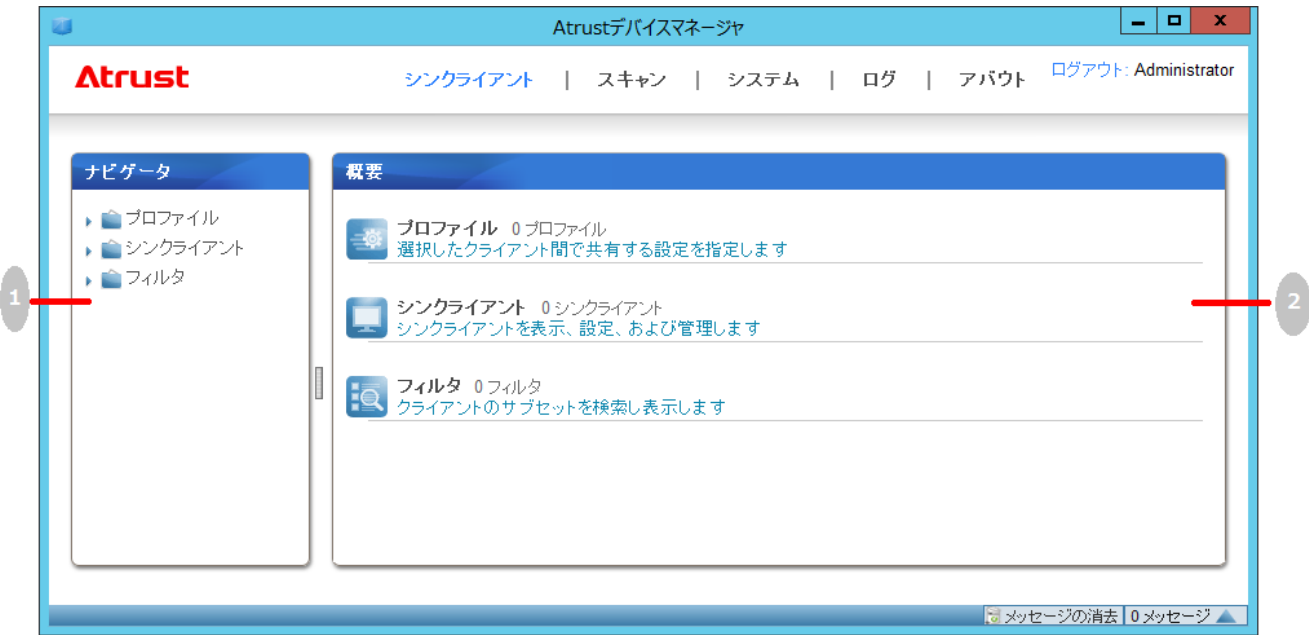 Atrustデバイスマネージャ
Atrust
シンクライアント | スキャン | システム | ログ | アバウト
ログアウト: Administrator
ナビゲータ
プロファイル
シンクライアント
フィルタ
概要
プロファイル 0 プロファイル
選択したクライアント間で共有する設定を指定します
シンクライアント 0 シンクライアント
シンクライアントを表示、設定、および管理します
フィルタ 0 フィルタ
クライアントのサブセットを検索し表示します
1
2
メッセージの消去 0 メッセージ